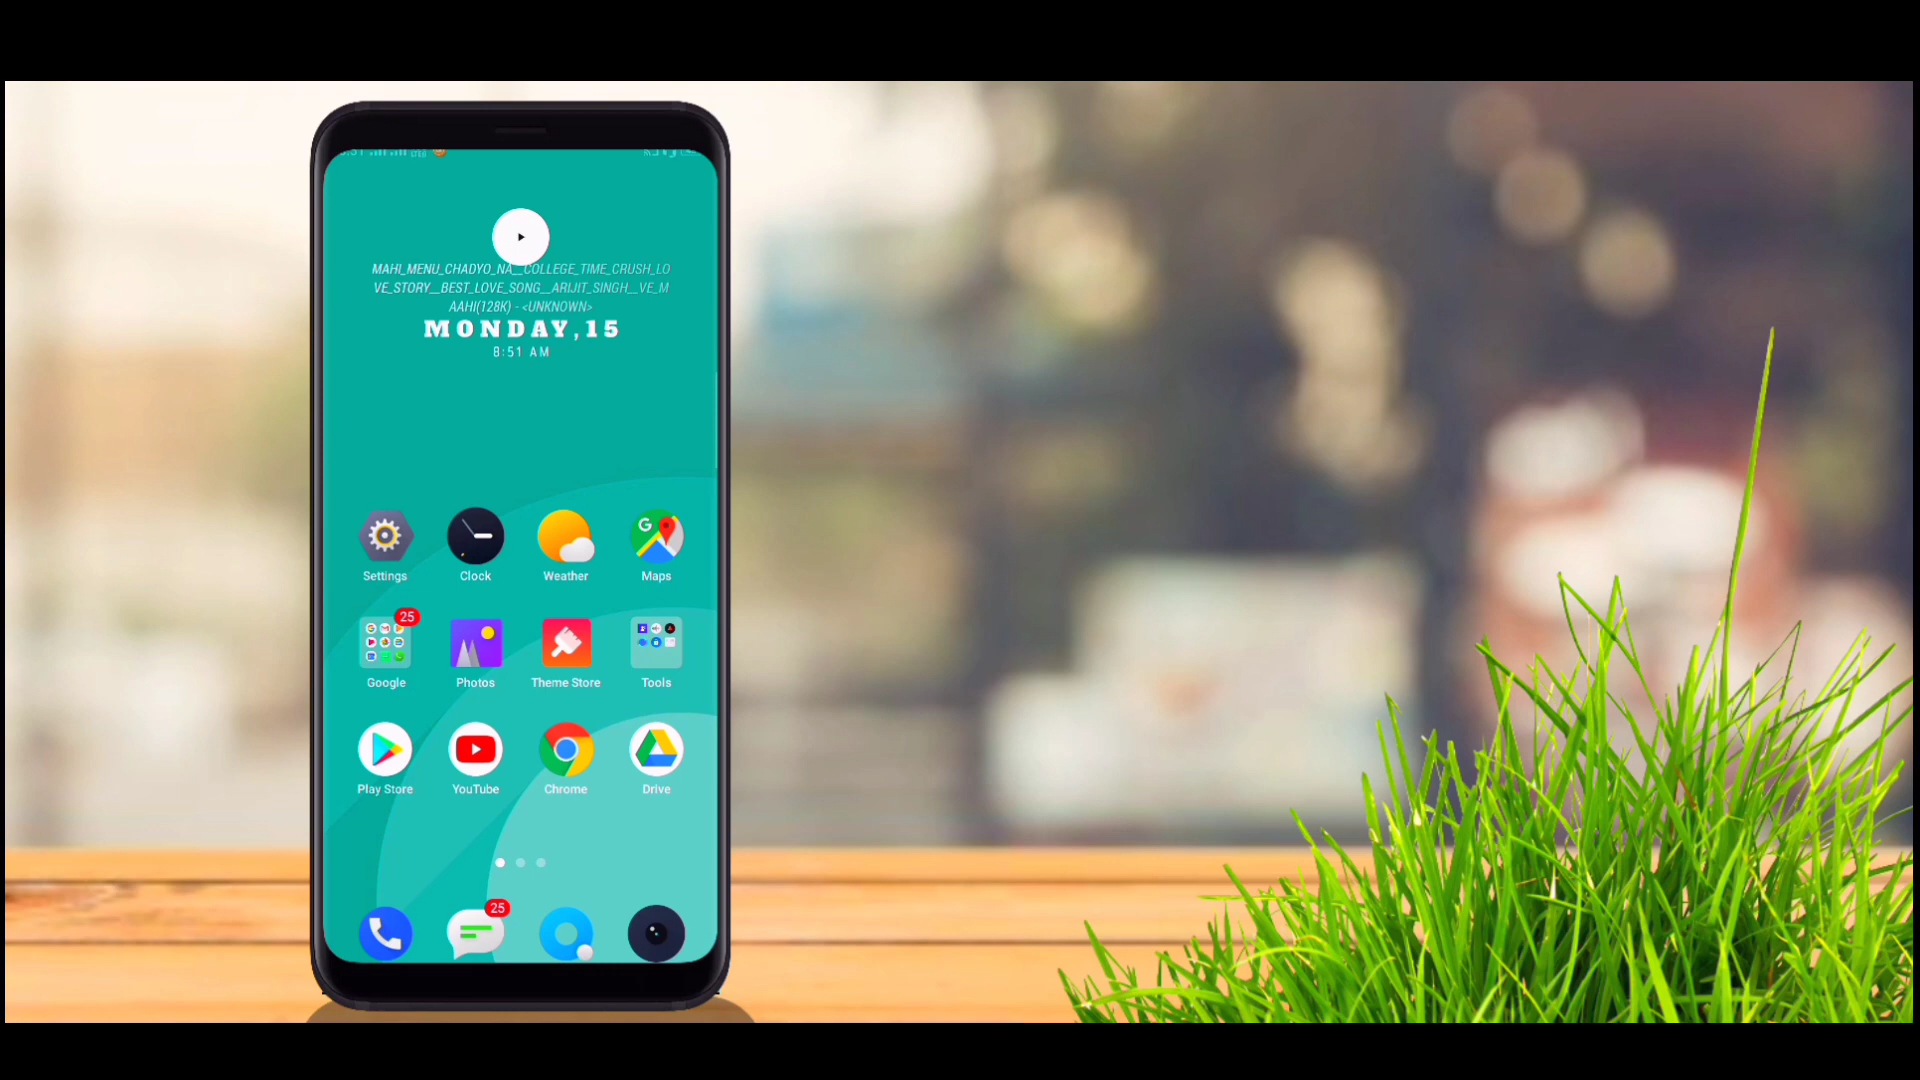 MAHI_MENU_CHADYO_NA__COLLEGE_TIME_CRUSH_LO
VE_STORY__BEST_LOVE_SONG__ARIJIT_SINGH__VE_M
AAHI(128K) - <UNKNOWN>
MONDAY,15
8:51 AM
Settings
Clock
Weather
Maps
25
Google
Photos
Theme Store
Tools
Play Store
YouTube
Chrome
Drive
25